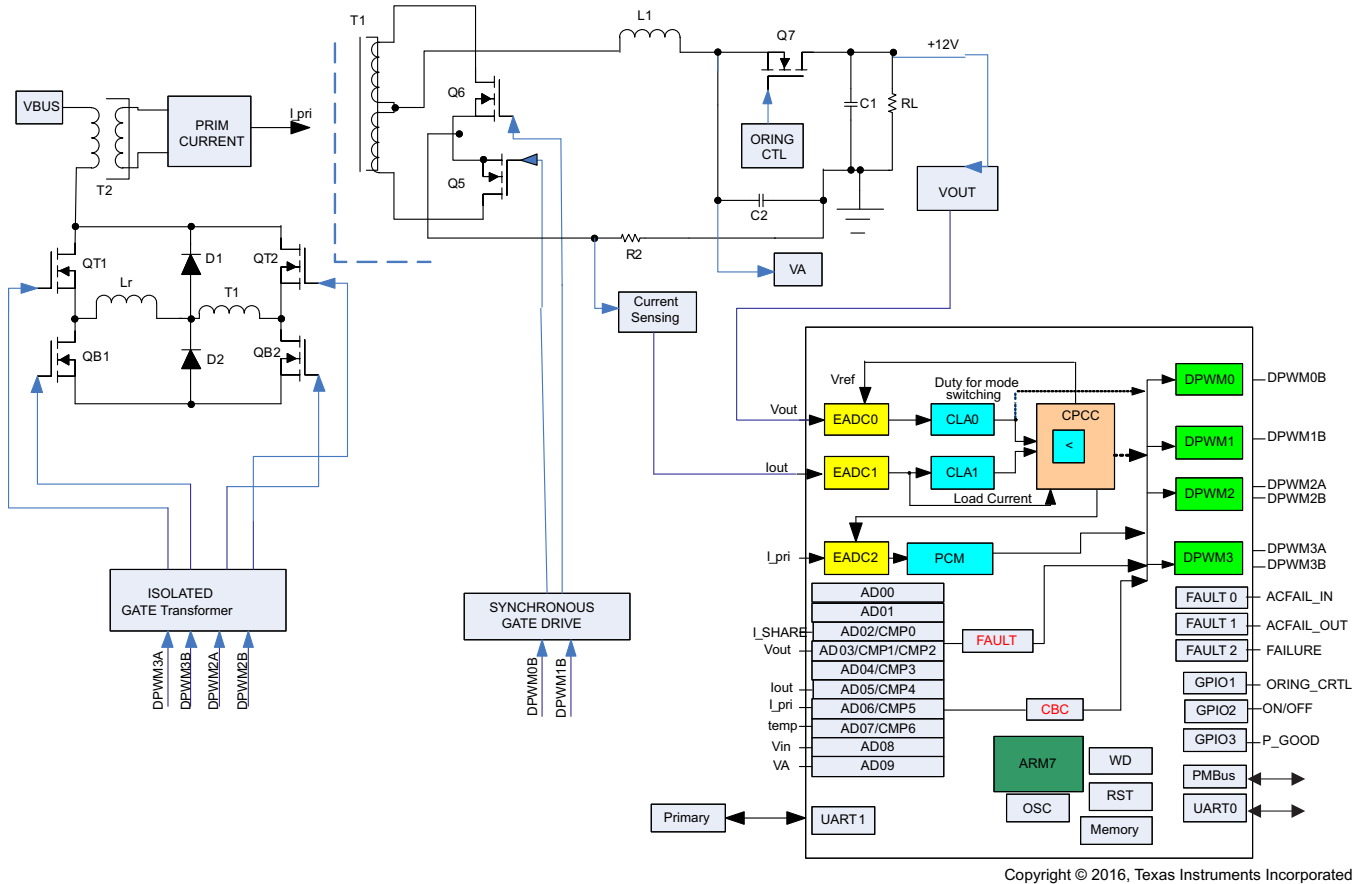 T1
L1
Q7
+12V
VBUS
PRIM
CURRENT
I_pri
T2
Q6
Q5
C1
RL
ORING
CTL
VOUT
C2
R2
VA
QT1
D1
QT2
Lr
T1
QB1
D2
QB2
Current
Sensing
ISOLATED
GATE Transformer
DPWM3A
DPWM3B
DPWM2A
DPWM2B
SYNCHRONOUS
GATE DRIVE
DPWM0B
DPWM1B
Vref
Duty for mode
switching
Vout
EADC0
CLA0
CPCC
<
Iout
EADC1
CLA1
Load Current
I_pri
EADC2
PCM
DPWM0
DPWM0B
DPWM1
DPWM1B
DPWM2
DPWM2A
DPWM2B
DPWM3
DPWM3A
DPWM3B
AD00
AD01
I_SHARE
AD02/CMP0
Vout
AD03/CMP1/CMP2
AD04/CMP3
Iout
AD05/CMP4
I_pri
AD06/CMP5
temp
AD07/CMP6
Vin
AD08
VA
AD09
FAULT
CBC
FAULT 0
ACFAIL_IN
FAULT 1
ACFAIL_OUT
FAULT 2
FAILURE
GPIO1
ORING_CRTL
GPIO2
ON/OFF
GPIO3
P_GOOD
ARM7
WD
OSC
RST
Memory
PMBus
UART0
Primary
UART1
Copyright © 2016, Texas Instruments Incorporated